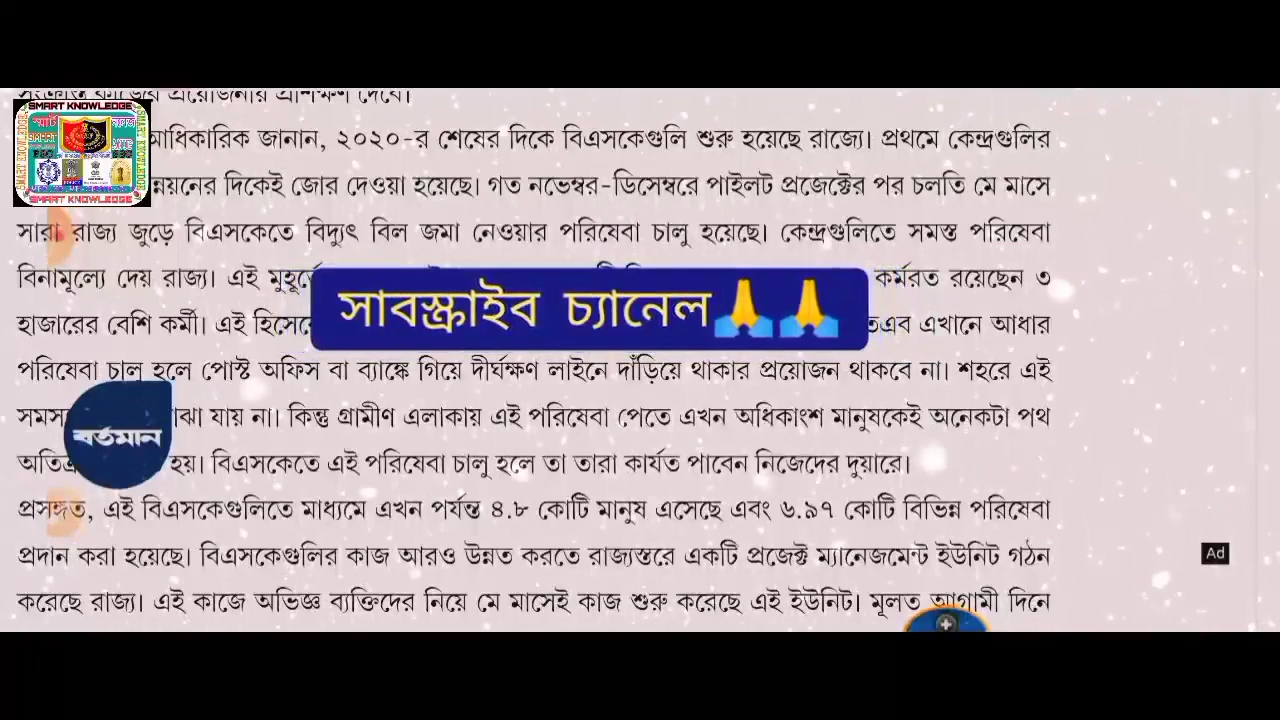 SMART KNOWLEDGE
আধিকারিক জানান, ২০২০-র শেষের দিকে বিএসকেগুলি শুরু হয়েছে রাজ্যে। প্রথমে কেন্দ্রগুলির
ন্নয়নের দিকেই জোর দেওয়া হয়েছে। গত নভেম্বর-ডিসেম্বরে পাইলট প্রজেক্টের পর চলতি মে মাসে
SMART KNOWLEDGE
সারা রাজ্য জুড়ে বিএসকেতে বিদ্যুৎ বিল জমা নেওয়ার পরিষেবা চালু হয়েছে। কেন্দ্রগুলিতে সমস্ত পরিষেবা
বিনামূল্যে দেয় রাজ্য। এই কর্মরত রয়েছেন ৩
সাবস্ক্রাইব চ্যানেল🙏🙏
হাজারের বেশি কর্মী। এই এখানে আধার
পরিষেবা চালু হলে পোস্ট অফিস বা ব্যাঙ্কে গিয়ে দীর্ঘক্ষণ লাইনে দাঁড়িয়ে থাকার প্রয়োজন থাকবে না। শহরে এই
যায় না। কিন্তু গ্রামীণ এলাকায় এই পরিষেবা পেতে এখন অধিকাংশ মানুষকেই অনেকটা পথ
বর্তমান
হয়। বিএসকেতে এই পরিষেবা চালু হলে তা তারা কার্যত পাবেন নিজেদের দুয়ারে।
প্রসঙ্গত, এই বিএসকেগুলিতে মাধ্যমে এখন পর্যন্ত ৪.৮ কোটি মানুষ এসেছে এবং ৬.৯৭ কোটি বিভিন্ন পরিষেবা
প্রদান করা হয়েছে। বিএসকেগুলির কাজ আরও উন্নত করতে রাজ্যস্তরে একটি প্রজেক্ট ম্যানেজমেন্ট ইউনিট গঠন
Ad
করেছে রাজ্য। এই কাজে অভিজ্ঞ ব্যক্তিদের নিয়ে মে মাসেই কাজ শুরু করেছে এই ইউনিট। মূলত আগামী দিনে